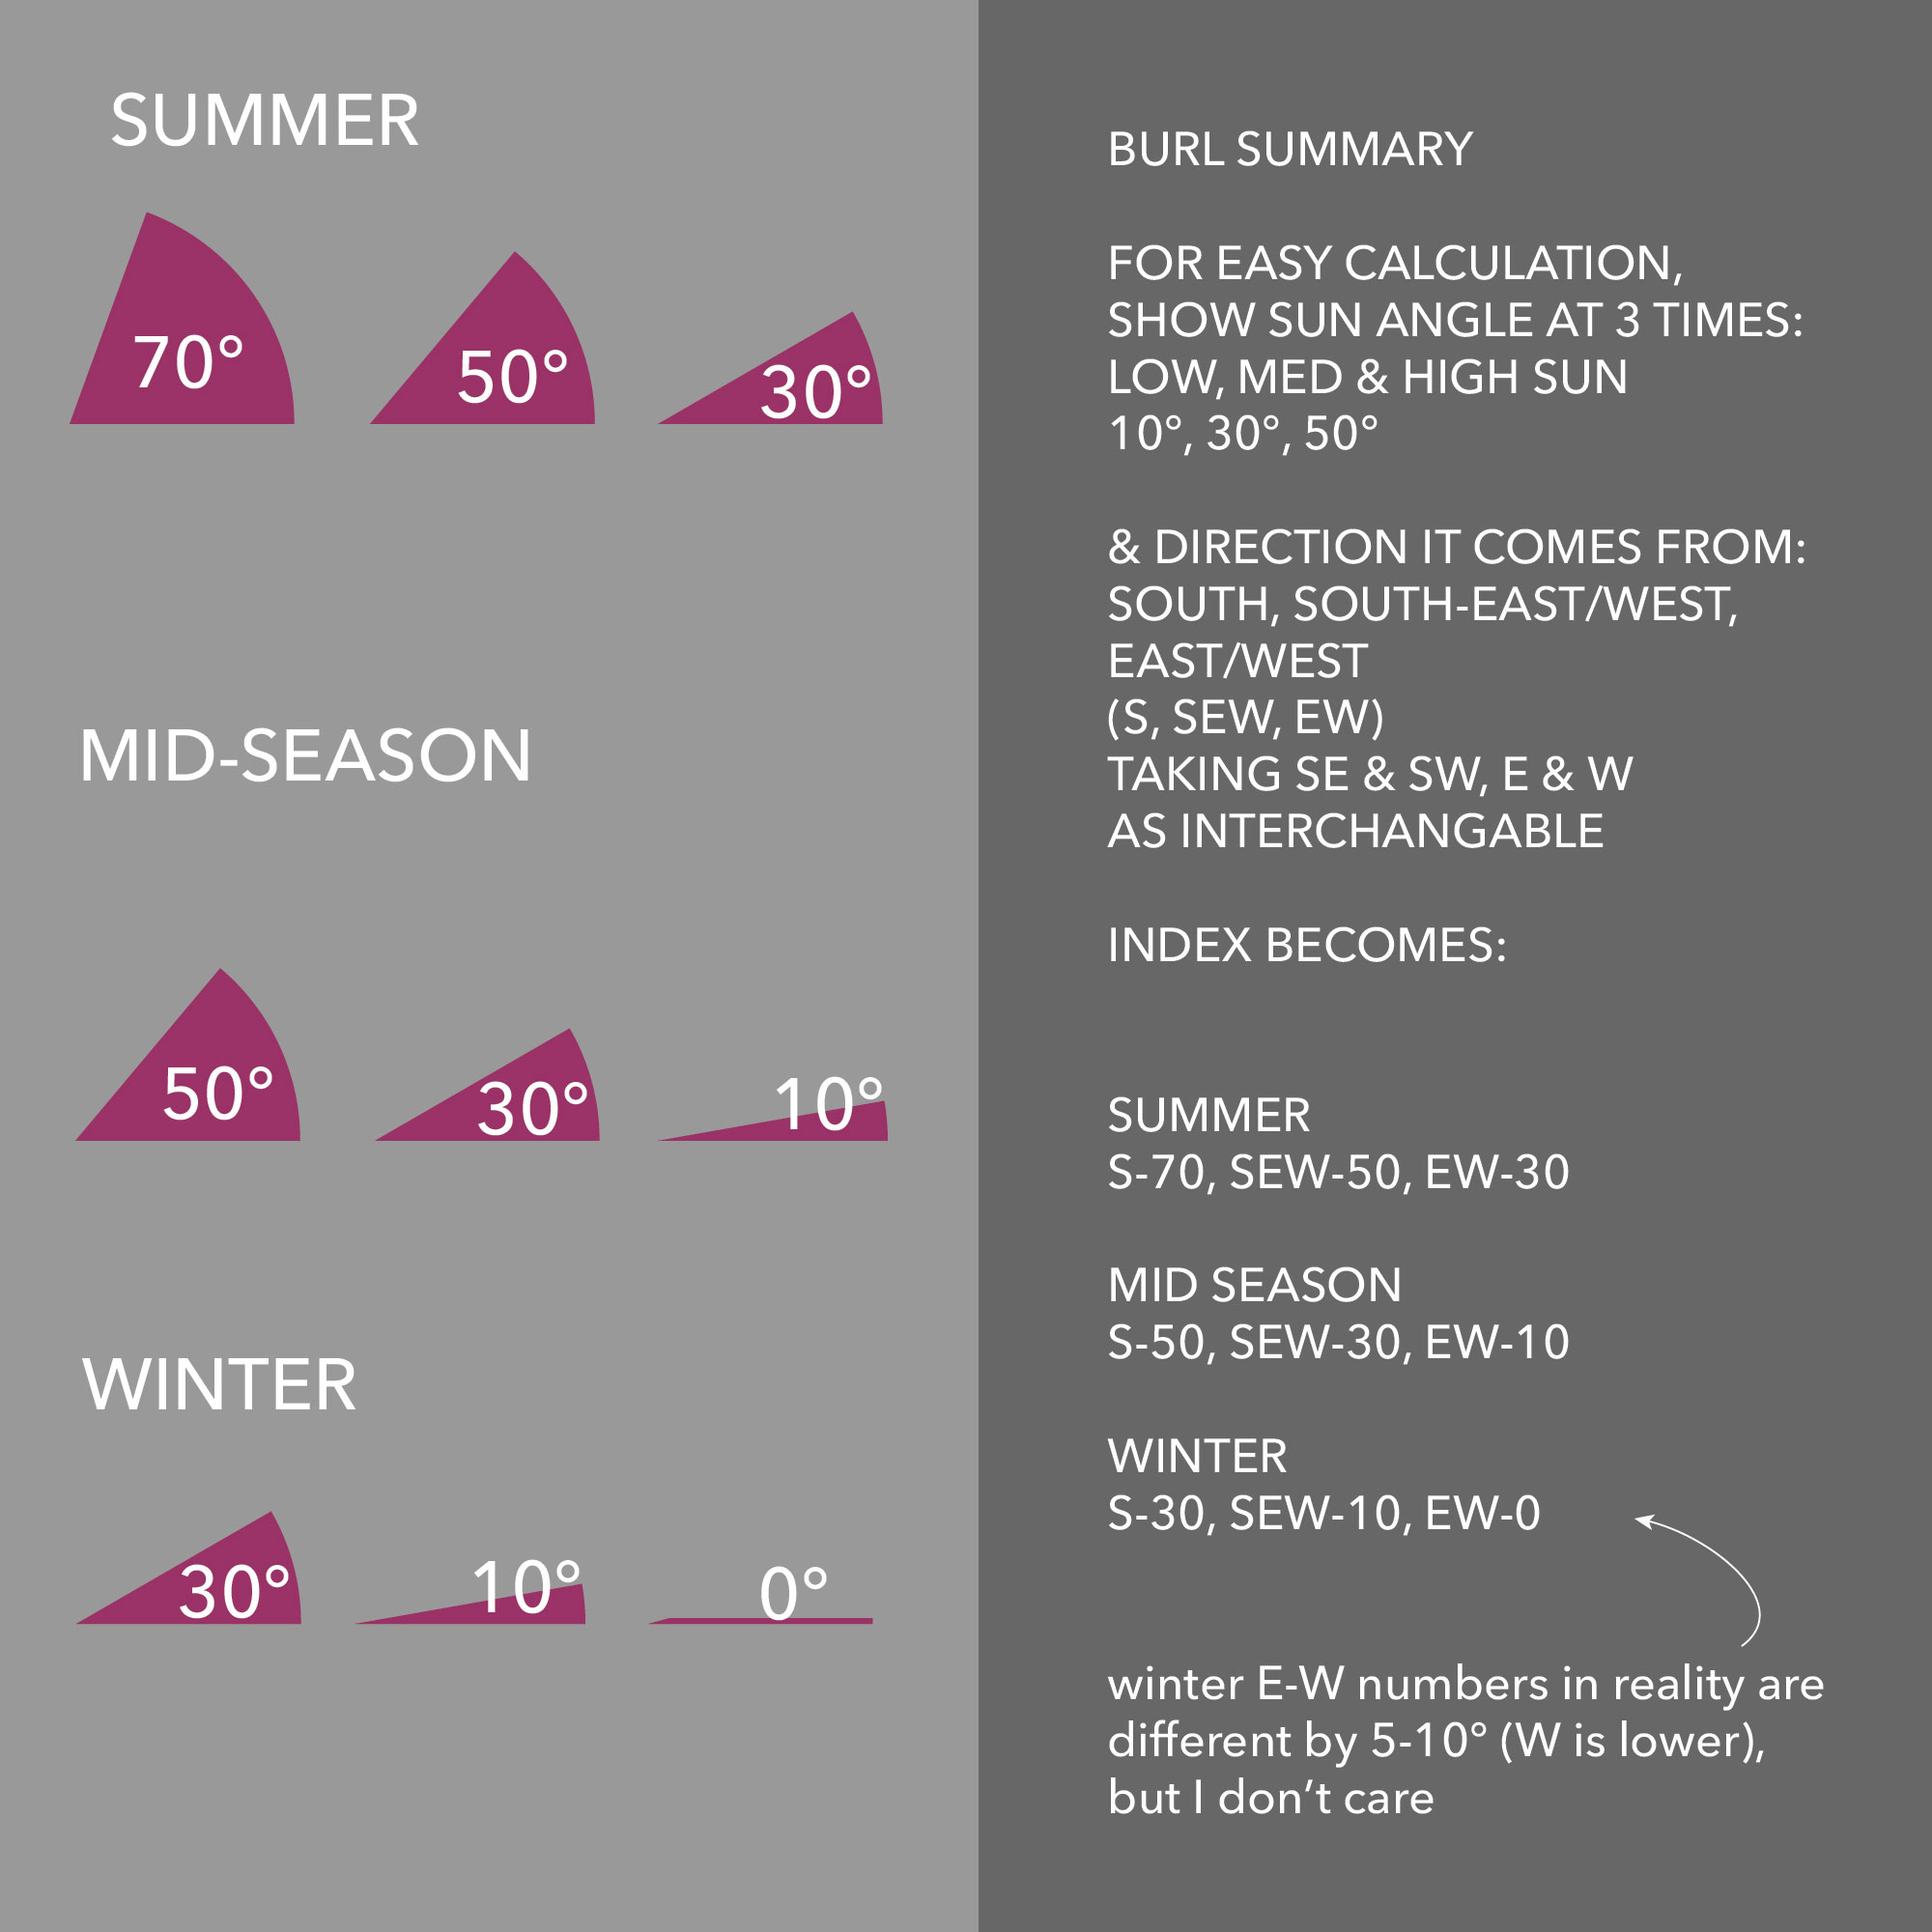 SUMMER
70°
50°
30°
MID-SEASON
50°
30°
10°
WINTER
30°
10°
0°
BURL SUMMARY
FOR EASY CALCULATION,
SHOW SUN ANGLE AT 3 TIMES:
LOW, MED & HIGH SUN
10°, 30°, 50°
& DIRECTION IT COMES FROM:
SOUTH, SOUTH-EAST/WEST,
EAST/WEST
(S, SEW, EW)
TAKING SE & SW, E & W
AS INTERCHANGABLE
INDEX BECOMES:
SUMMER
S-70, SEW-50, EW-30
MID SEASON
S-50, SEW-30, EW-10
WINTER
S-30, SEW-10, EW-0
winter E-W numbers in reality are
different by 5-10° (W is lower),
but I don’t care